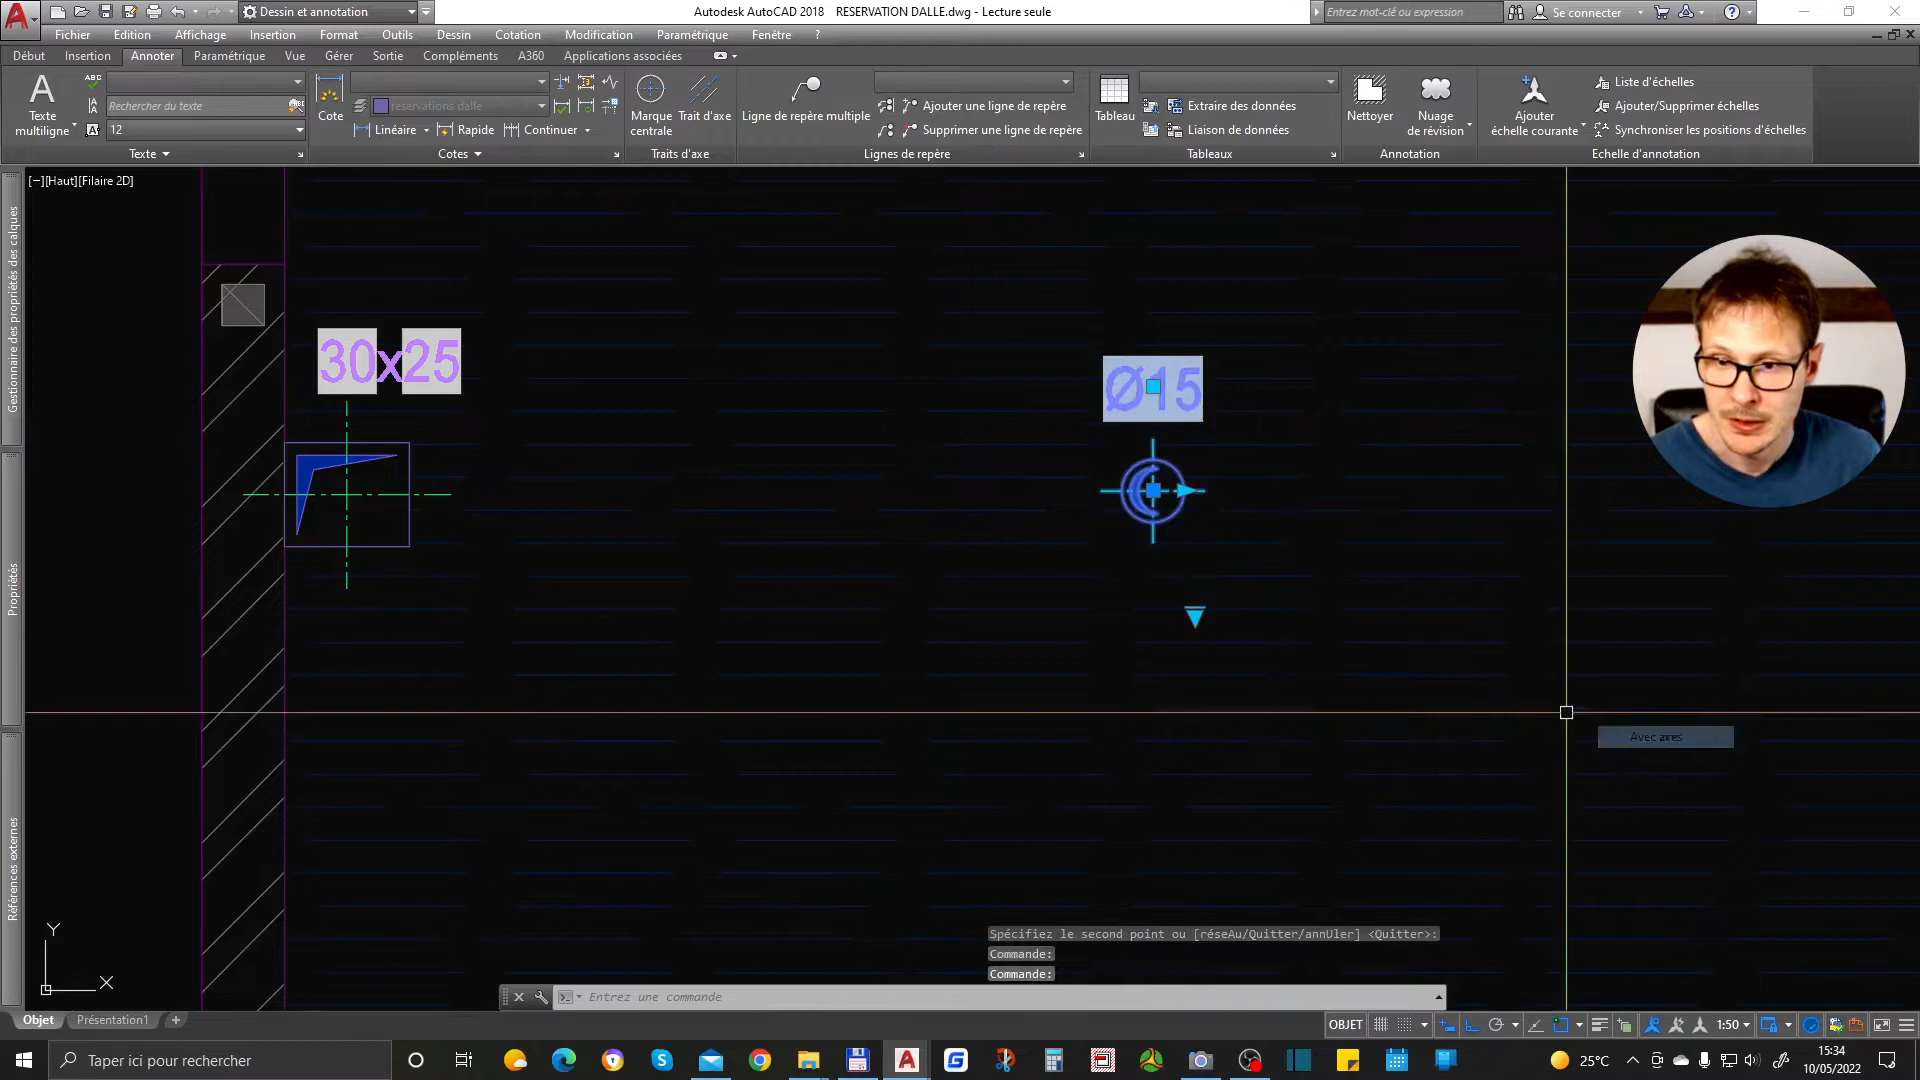 Dessin et annotation
Autodesk AutoCAD 2018 RESERVATION DALLE.dwg - Lecture seule
Entrez mot-clé ou expression
Se connecter
Fichier Edition Affichage Insertion Format Outils Dessin Cotation Modification Paramétrique Fenêtre ?
Début Insertion Annoter Paramétrique Vue Gérer Sortie Compléments A360 Applications associées
Texte
multiligne
Rechercher du texte
12
Texte
Cote
reservations dalle
Linéaire Rapide Continuer
Cotes
Marque
centrale
Trait d'axe
Traits d'axe
Ligne de repère multiple
Ajouter une ligne de repère
Supprimer une ligne de repère
Lignes de repère
Tableau
Extraire des données
Liaison de données
Tableaux
Nettoyer
Nuage
de révision
Annotation
Ajouter
échelle courante
Liste d'échelles
Ajouter/Supprimer échelles
Synchroniser les positions d'échelles
Echelle d'annotation
[−][Haut][Filaire 2D]
Gestionnaire des propriétés des calques
Propriétés
Références externes
30x25
Ø15
Avec axes
Y
X
Spécifiez le second point ou [réseAu/Quitter/annUler] <Quitter>:
Commande:
Commande:
Entrez une commande
Objet Présentation1 +
OBJET
1:50
Taper ici pour rechercher
25°C
15:34
10/05/2022